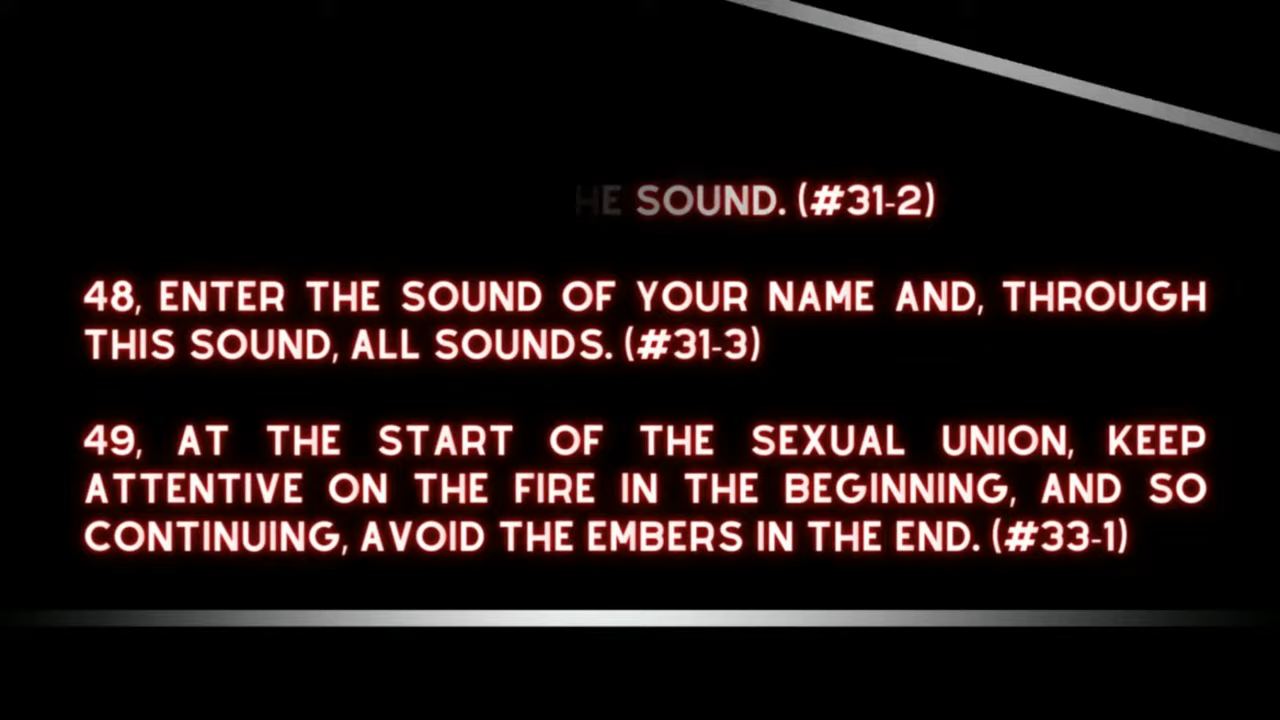 HE SOUND. (#31-2)
48, ENTER THE SOUND OF YOUR NAME AND, THROUGH
THIS SOUND, ALL SOUNDS. (#31-3)
49, AT THE START OF THE SEXUAL UNION, KEEP
ATTENTIVE ON THE FIRE IN THE BEGINNING, AND SO
CONTINUING, AVOID THE EMBERS IN THE END. (#33-1)